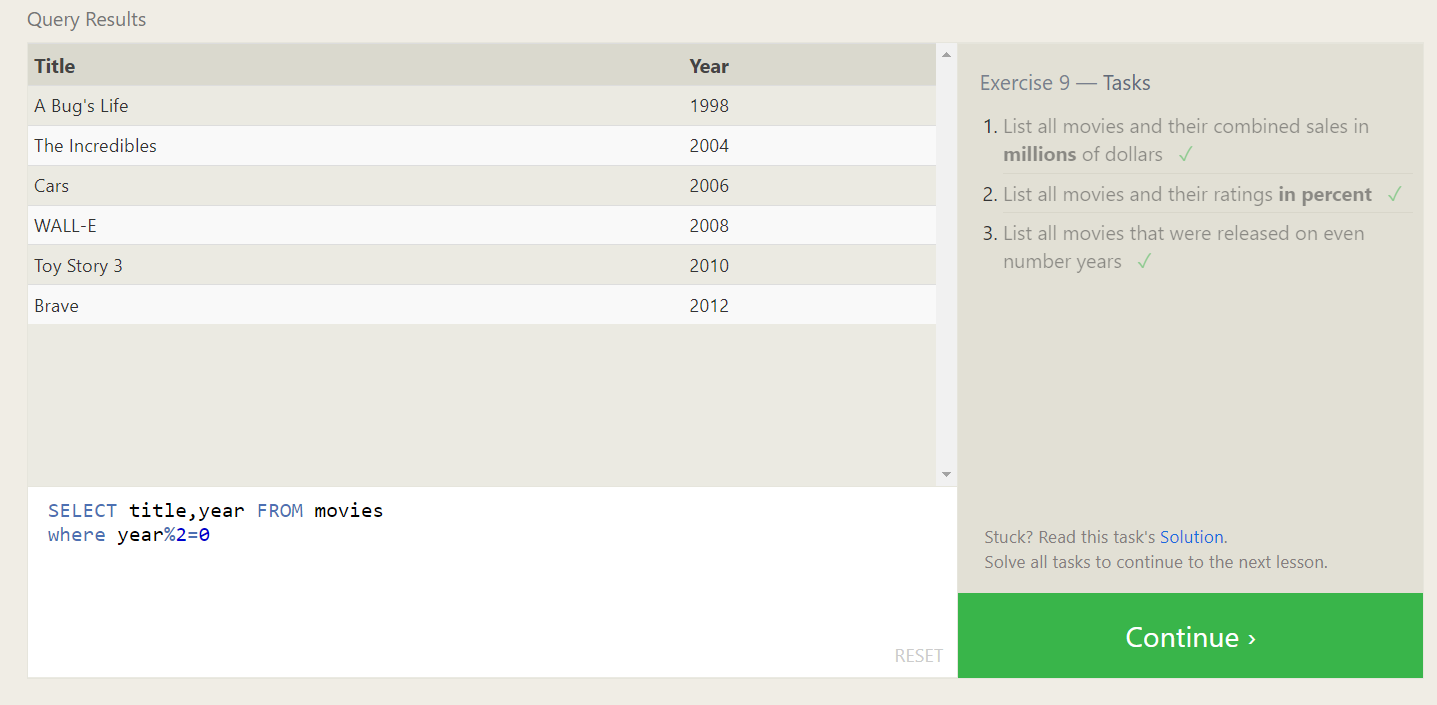 Query Results
Title Year
A Bug's Life 1998
The Incredibles 2004
Cars 2006
WALL-E 2008
Toy Story 3 2010
Brave 2012
SELECT title,year FROM movies
where year%2=0
RESET
Exercise 9 — Tasks
1. List all movies and their combined sales in
millions of dollars ✓
2. List all movies and their ratings in percent ✓
3. List all movies that were released on even
number years ✓
Stuck? Read this task's Solution.
Solve all tasks to continue to the next lesson.
Continue ›